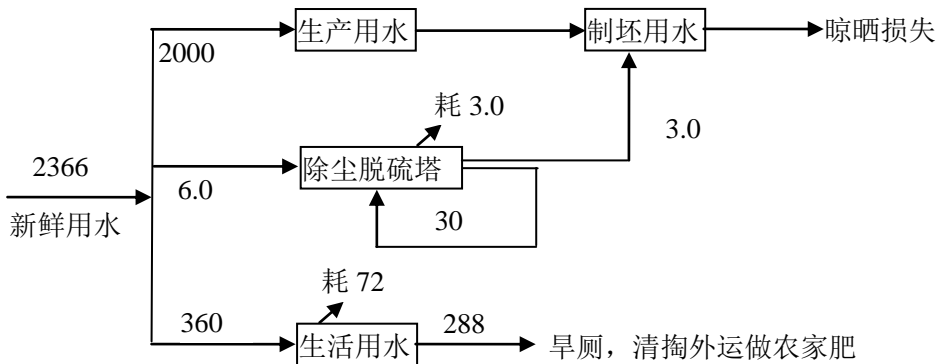 生产用水
制坯用水
晾晒损失
2000
耗 3.0
3.0
2366
除尘脱硫塔
6.0
新鲜用水
30
耗 72
360
288
生活用水
旱厕，清掏外运做农家肥